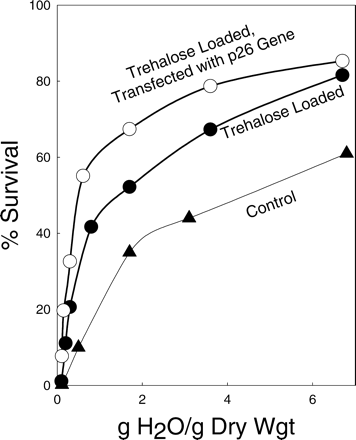 100
80
60
40
20
0
% Survival
Trehalose Loaded,
Transfected with p26 Gene
Trehalose Loaded
Control
0 2 4 6
g H2O/g Dry Wgt